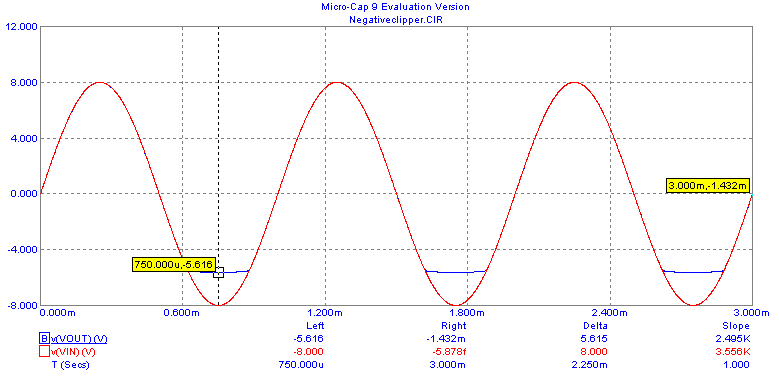 Micro-Cap 9 Evaluation Version
Negativeclipper.CIR
12.000
8.000
4.000
3.000m,-1.432m
0.000
-4.000
750.000u,-5.616
-8.000
0.000m 0.600m 1.200m 1.800m 2.400m 3.000m
Left Right Delta Slope
B v(VOUT) (V) -5.616 -1.432m 5.615 2.495K
v(VIN) (V) -8.000 -5.878f 8.000 3.556K
T (Secs) 750.000u 3.000m 2.250m 1.000